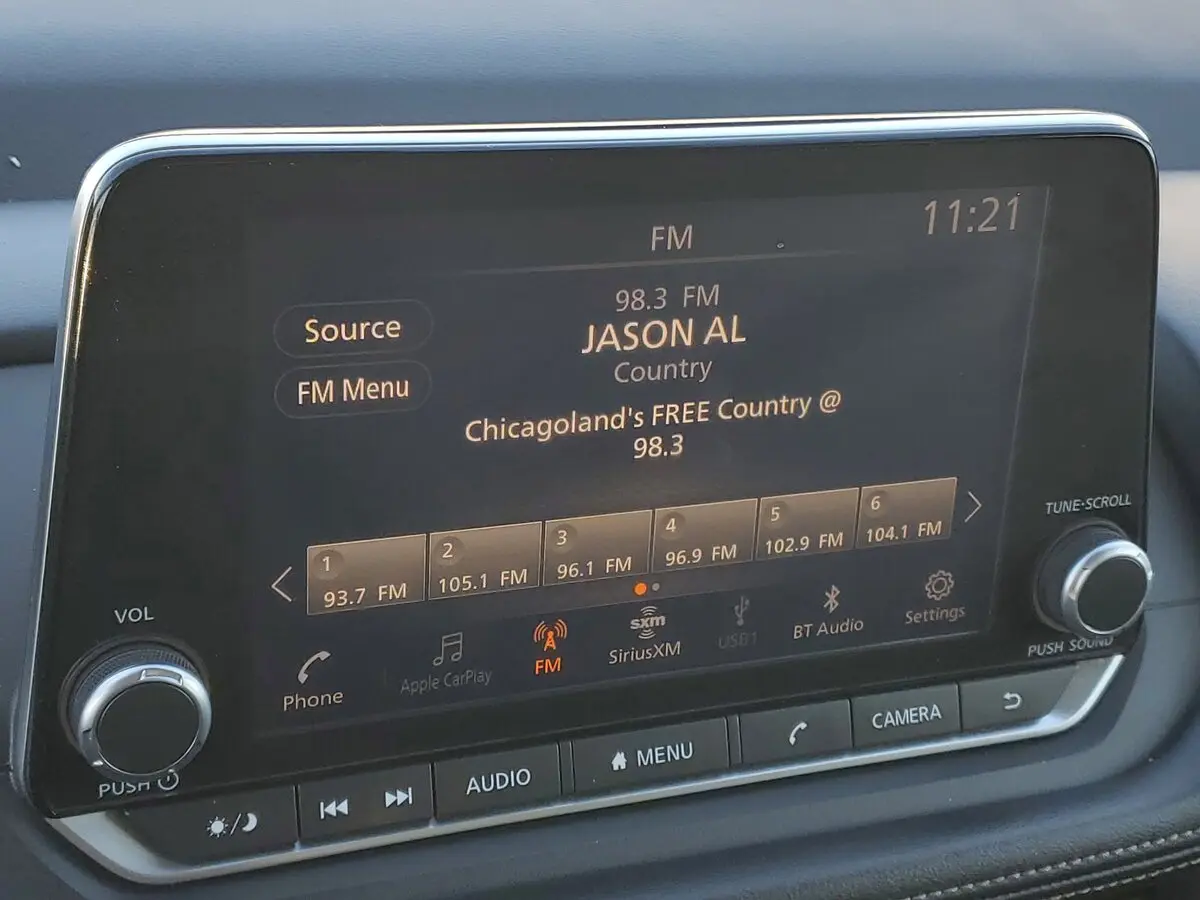 11:21
FM
98.3 FM
JASON AL
Country
Chicagoland's FREE Country @
98.3
Source
FM Menu
1
93.7 FM
2
105.1 FM
3
96.1 FM
4
96.9 FM
5
102.9 FM
6
104.1 FM
Phone
Apple CarPlay
FM
sxm
SiriusXM
USB1
BT Audio
Settings
VOL
PUSH
TUNE·SCROLL
PUSH SOUND
AUDIO
MENU
CAMERA